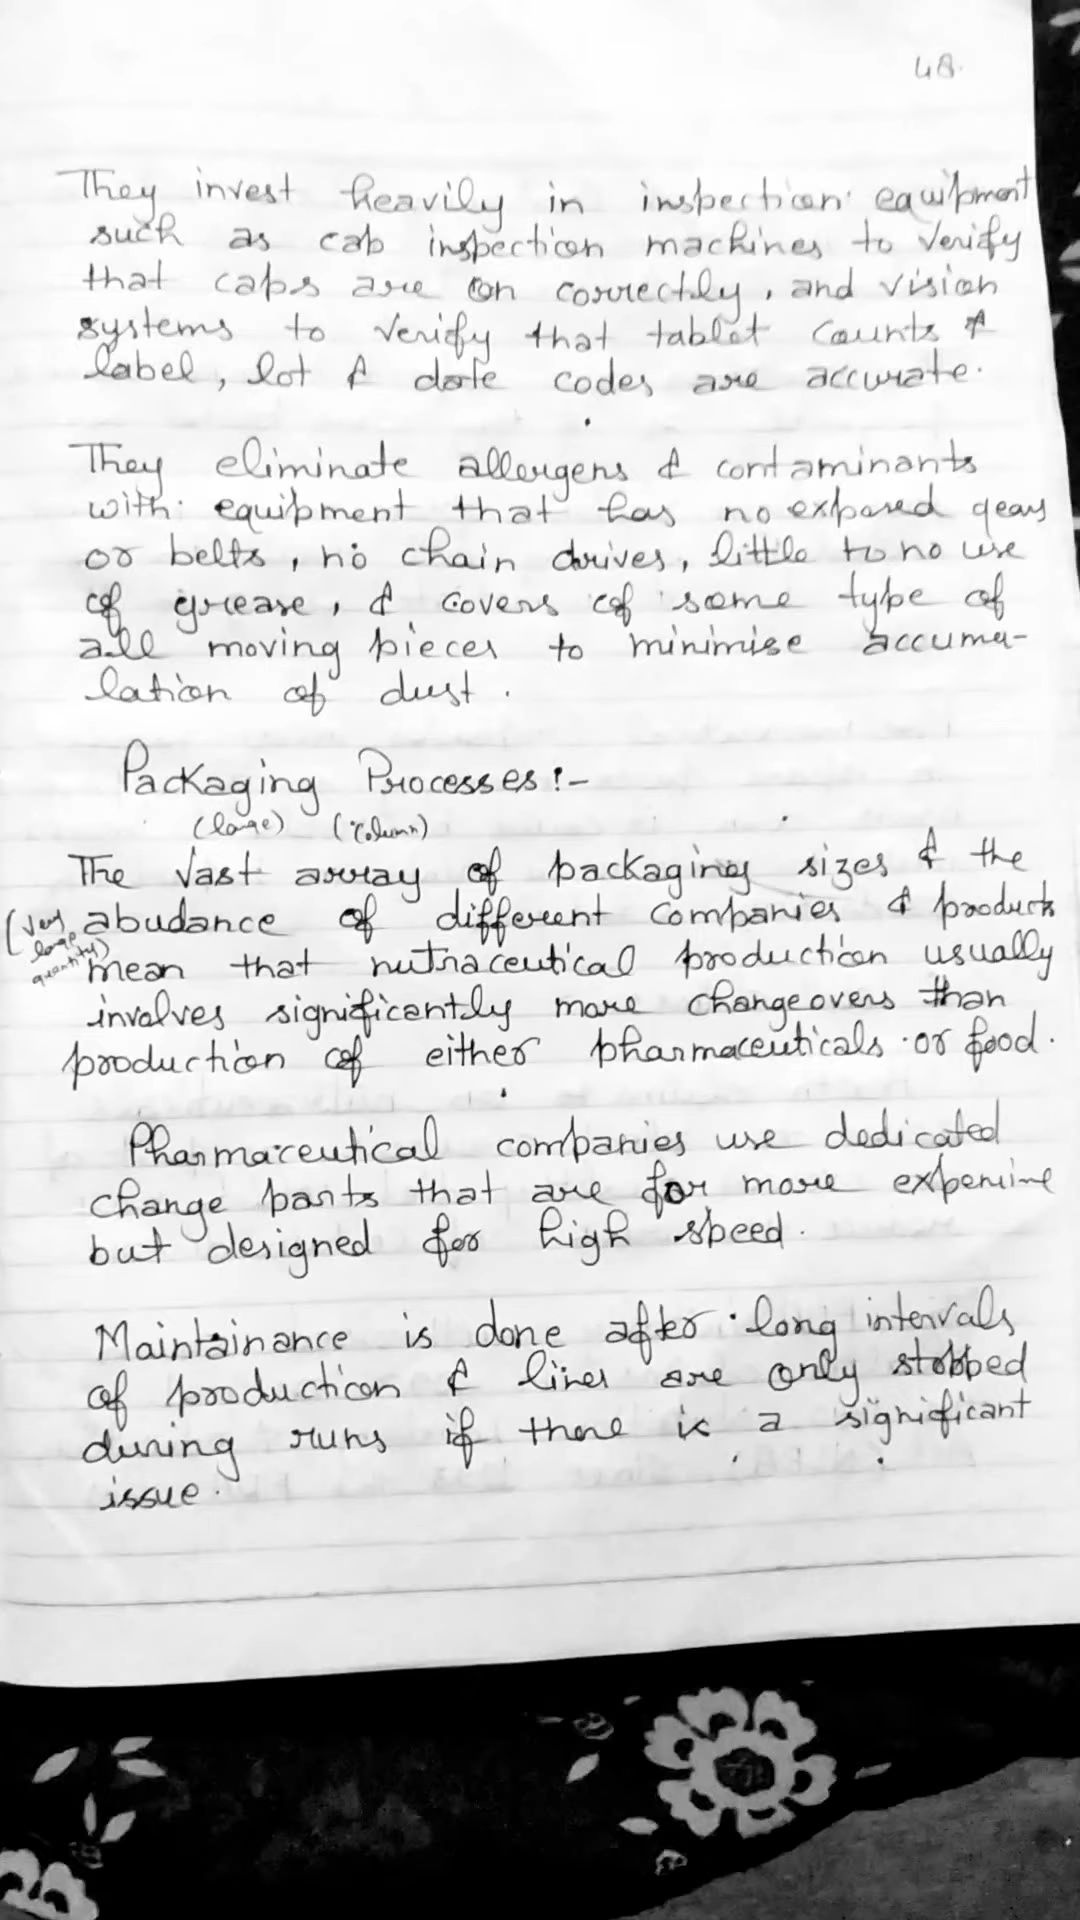 48.
They invest heavily in inspection equipment
such as cap inspection machines to verify
that caps are on correctly, and vision
systems to verify that tablet counts &
label, lot & date codes are accurate.
They eliminate allergens & contaminants
with equipment that has no exposed gears
or belts, no chain drives, little to no use
of grease, & covers of some type of
all moving pieces to minimise accumu-
lation of dust.
Packaging Processes :-
(large) (column)
The vast array of packaging sizes & the
(very large quantity) abudance of different companies & products
mean that nutraceutical production usually
involves significantly more changeovers than
production of either pharmaceuticals or food.
Pharmaceutical companies use dedicated
change parts that are for more expensive
but designed for high speed.
Maintainance is done after long intervals
of production & lines are only stopped
during runs if there is a significant
issue.